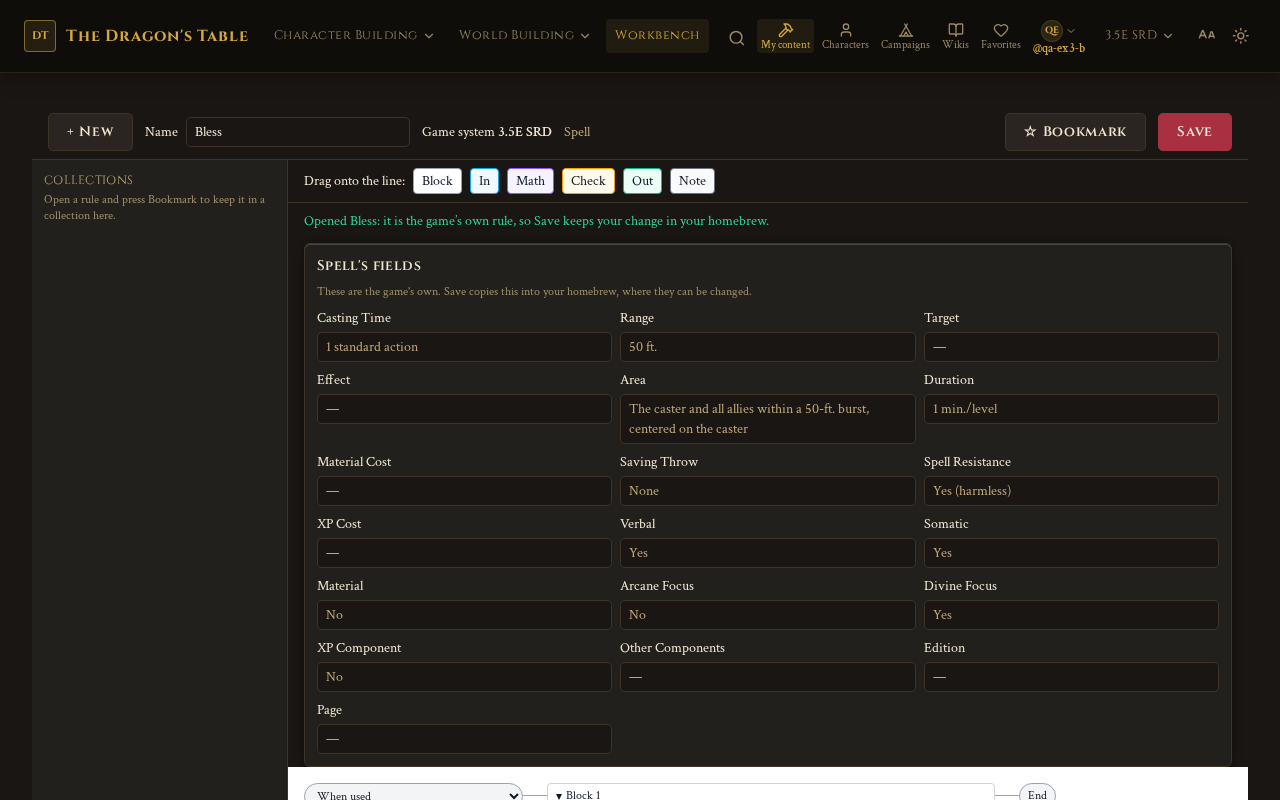 DT The Dragon's Table Character Building World Building Workbench My content Characters Campaigns Wikis Favorites QE @qa-ex3-b 3.5E SRD AA
+ New Name Bless Game system 3.5E SRD Spell ☆ Bookmark Save
Collections
Open a rule and press Bookmark to keep it in a
collection here.
Drag onto the line: Block In Math Check Out Note
Opened Bless: it is the game's own rule, so Save keeps your change in your homebrew.
Spell's fields
These are the game's own. Save copies this into your homebrew, where they can be changed.
Casting Time Range Target
1 standard action 50 ft. —
Effect Area Duration
— The caster and all allies within a 50-ft. burst, 1 min./level
centered on the caster
Material Cost Saving Throw Spell Resistance
— None Yes (harmless)
XP Cost Verbal Somatic
— Yes Yes
Material Arcane Focus Divine Focus
No No Yes
XP Component Other Components Edition
No — —
Page
—
When used ▾ Block 1 End